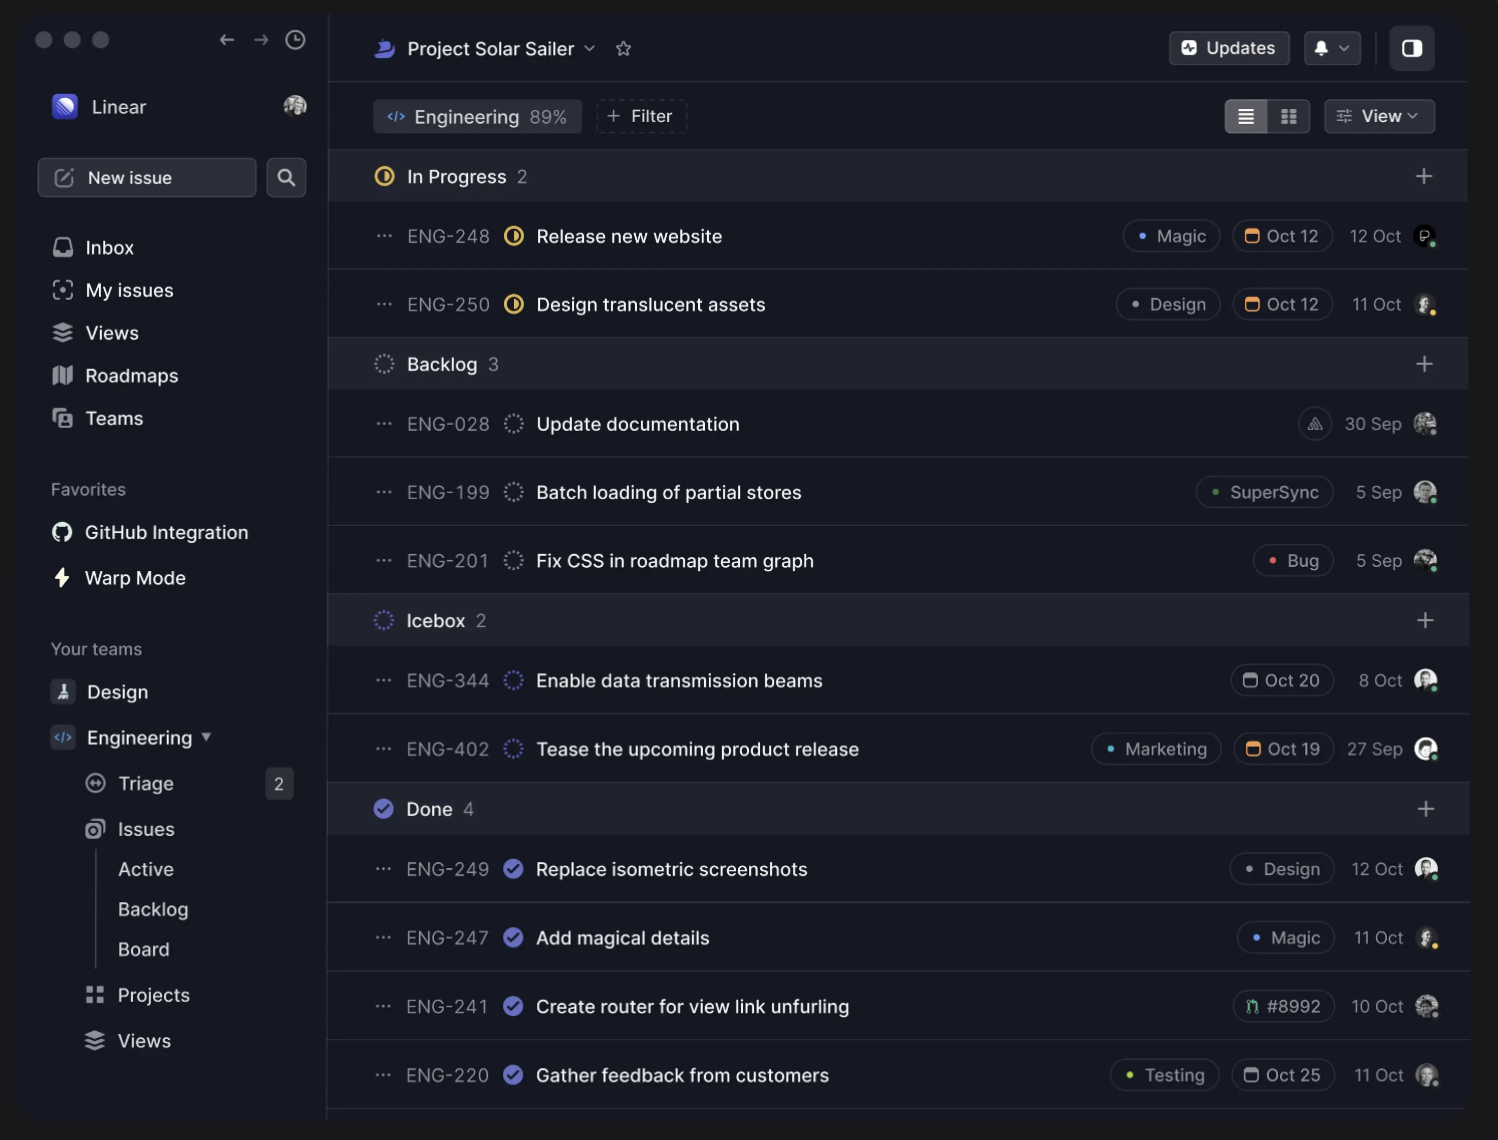 Linear
New issue
Inbox
My issues
Views
Roadmaps
Teams
Favorites
GitHub Integration
Warp Mode
Your teams
Design
</> Engineering ▼
Triage 2
Issues
Active
Backlog
Board
Projects
Views
Project Solar Sailer
Updates
</> Engineering 89% + Filter
View
In Progress 2 +
··· ENG-248 Release new website Magic Oct 12 12 Oct
··· ENG-250 Design translucent assets Design Oct 12 11 Oct
Backlog 3 +
··· ENG-028 Update documentation 30 Sep
··· ENG-199 Batch loading of partial stores SuperSync 5 Sep
··· ENG-201 Fix CSS in roadmap team graph Bug 5 Sep
Icebox 2 +
··· ENG-344 Enable data transmission beams Oct 20 8 Oct
··· ENG-402 Tease the upcoming product release Marketing Oct 19 27 Sep
Done 4 +
··· ENG-249 Replace isometric screenshots Design 12 Oct
··· ENG-247 Add magical details Magic 11 Oct
··· ENG-241 Create router for view link unfurling #8992 10 Oct
··· ENG-220 Gather feedback from customers Testing Oct 25 11 Oct